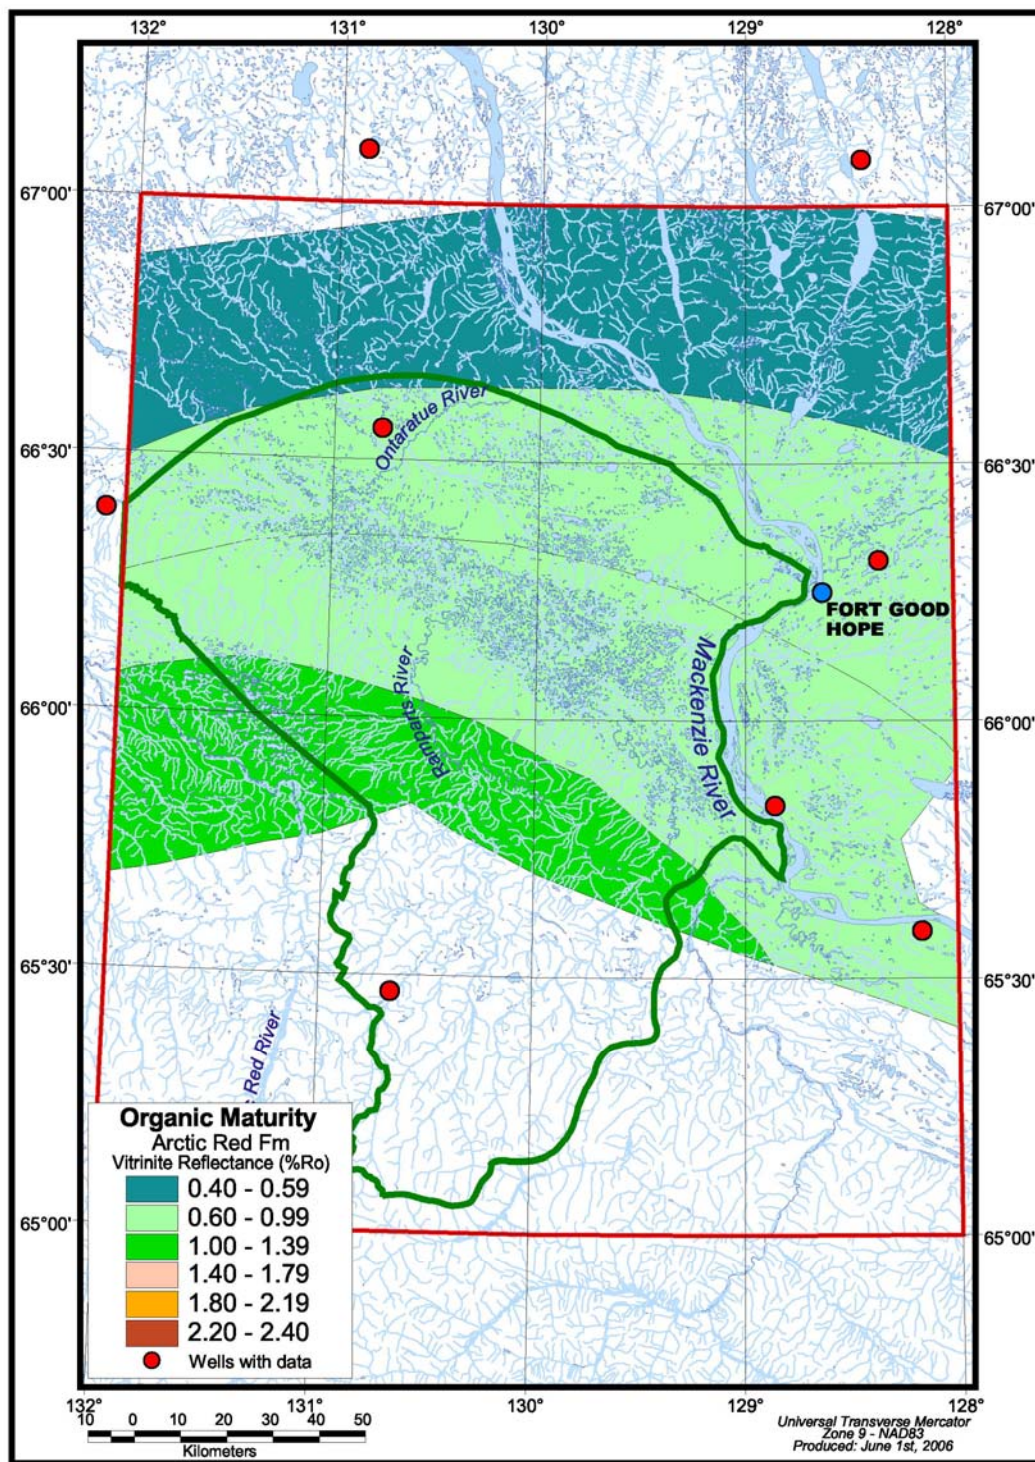 132° 131° 130° 129° 128°
67°00' 67°00'
Ontaratue River
66°30' 66°30'
FORT GOOD
HOPE
Mackenzie River
Ramparts River
66°00' 66°00'
65°30' 65°30'
Red River
65°00' 65°00'
Organic Maturity
Arctic Red Fm
Vitrinite Reflectance (%Ro)
0.40 - 0.59
0.60 - 0.99
1.00 - 1.39
1.40 - 1.79
1.80 - 2.19
2.20 - 2.40
Wells with data
132° 131° 130° 129° 128°
10 0 10 20 30 40 50
Kilometers
Universal Transverse Mercator
Zone 9 - NAD83
Produced: June 1st, 2006